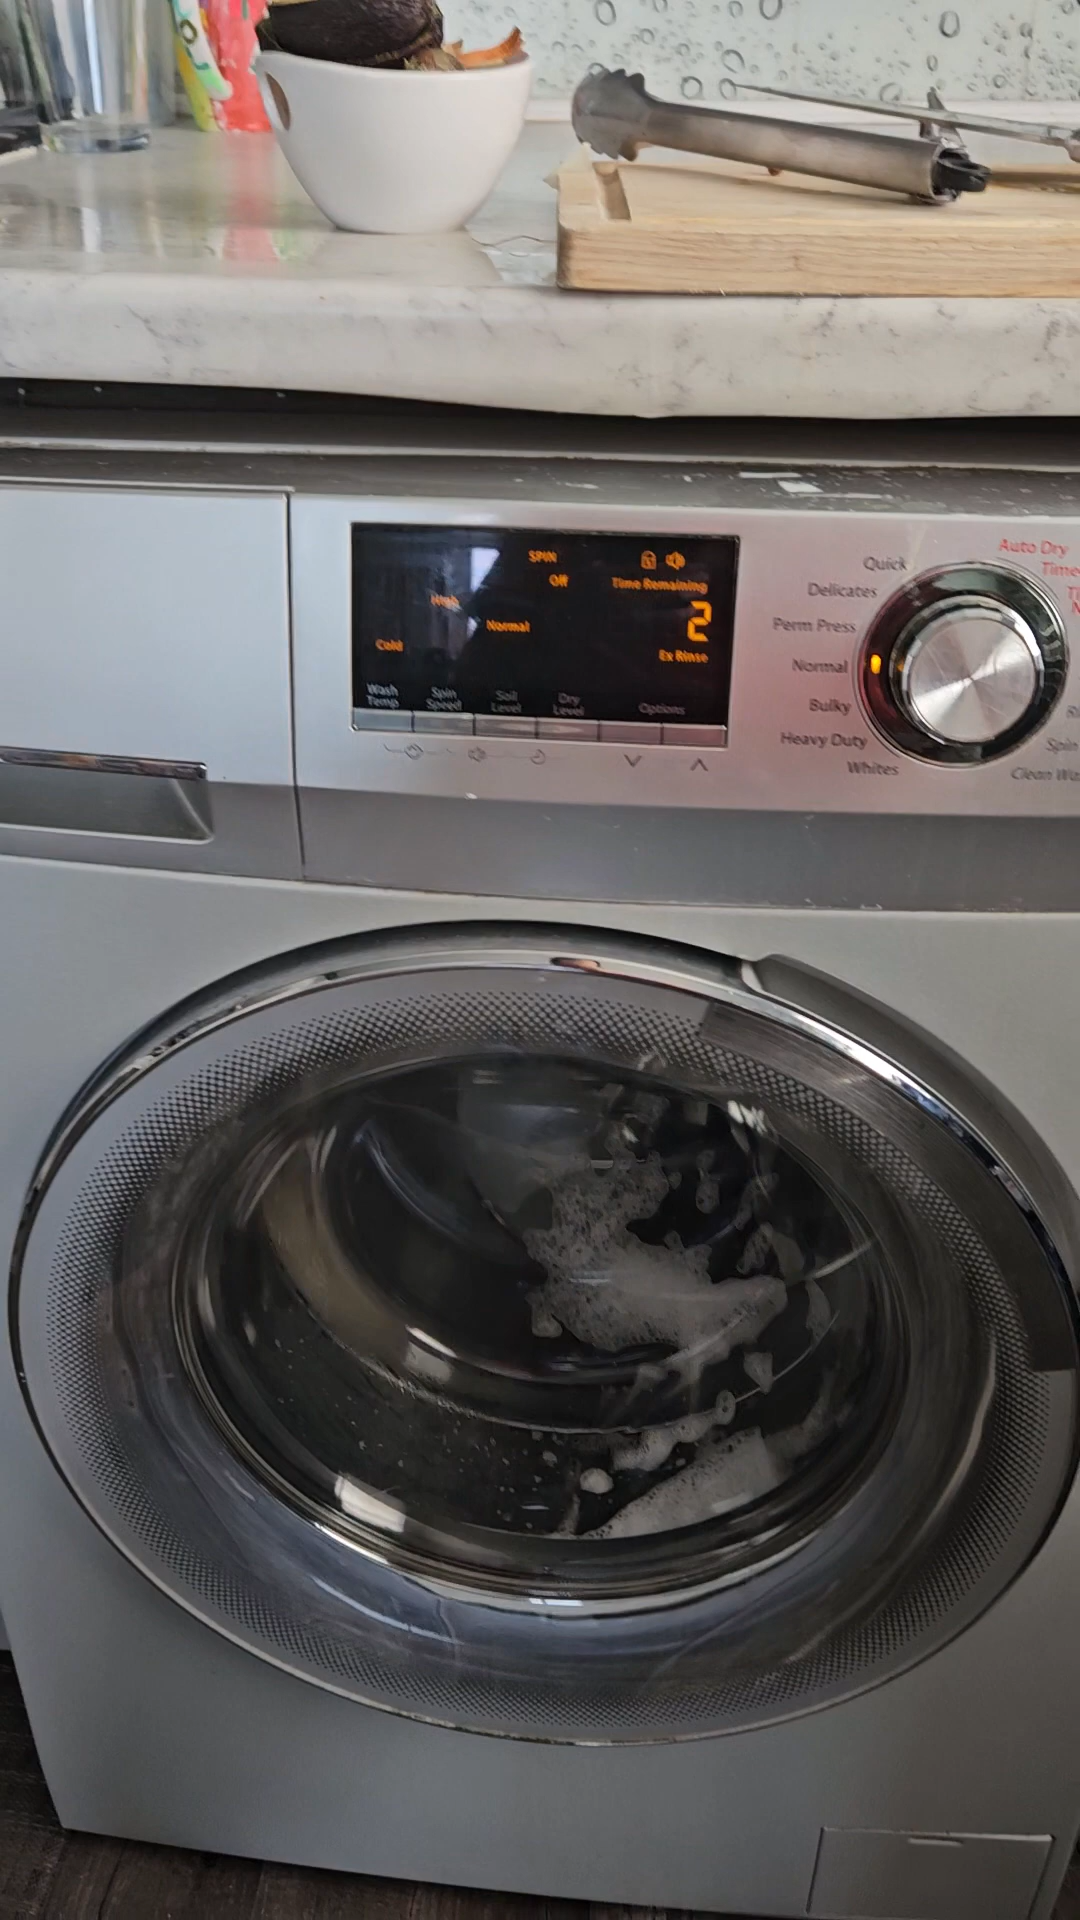 SPIN
Off
Time Remaining
High
2
Normal
Cold
Ex Rinse
Wash Temp
Spin Speed
Soil Level
Dry Level
Options
Auto Dry
Quick
Delicates
Perm Press
Normal
Bulky
Heavy Duty
Whites
Spin